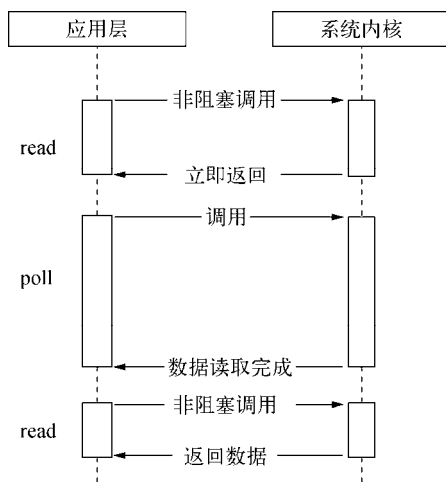 应用层
系统内核
非阻塞调用
read
立即返回
调用
poll
数据读取完成
非阻塞调用
read
返回数据